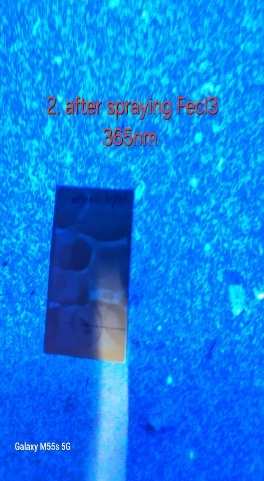 2. after spraying Fecl3
365nm
Galaxy M55s 5G